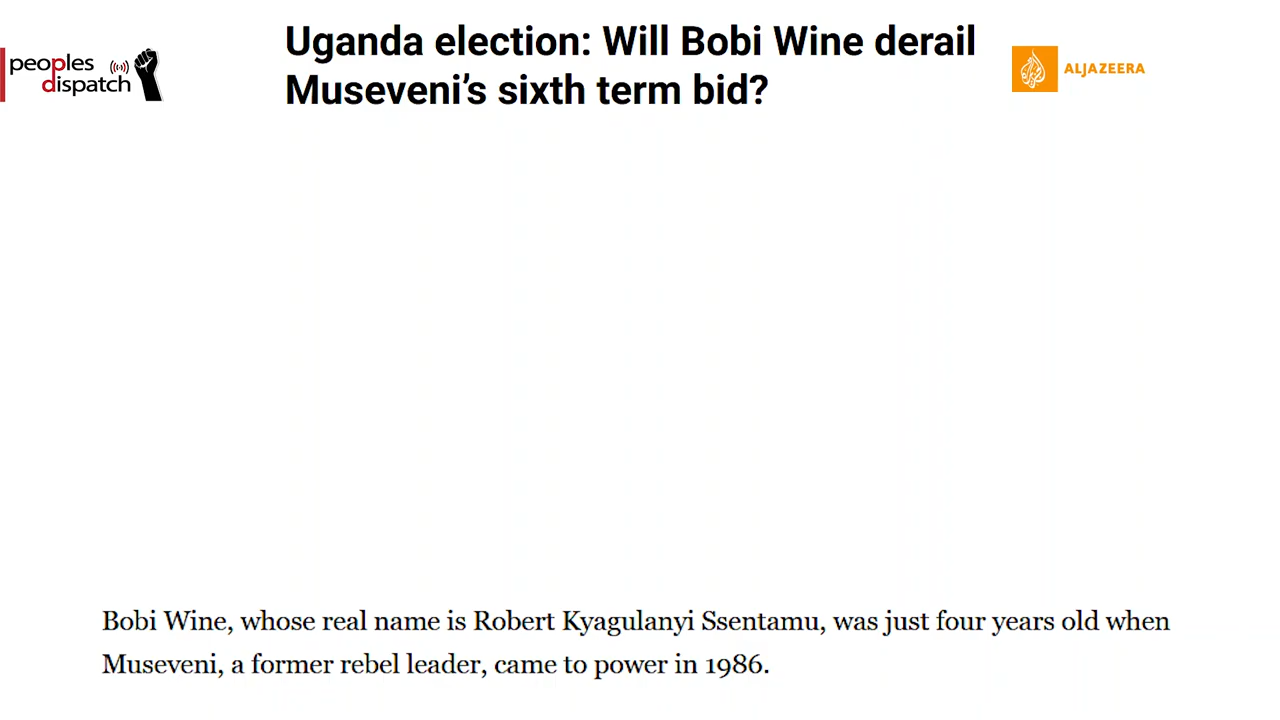 Uganda election: Will Bobi Wine derail
Museveni's sixth term bid?
peoples
dispatch
ALJAZEERA
Bobi Wine, whose real name is Robert Kyagulanyi Ssentamu, was just four years old when
Museveni, a former rebel leader, came to power in 1986.